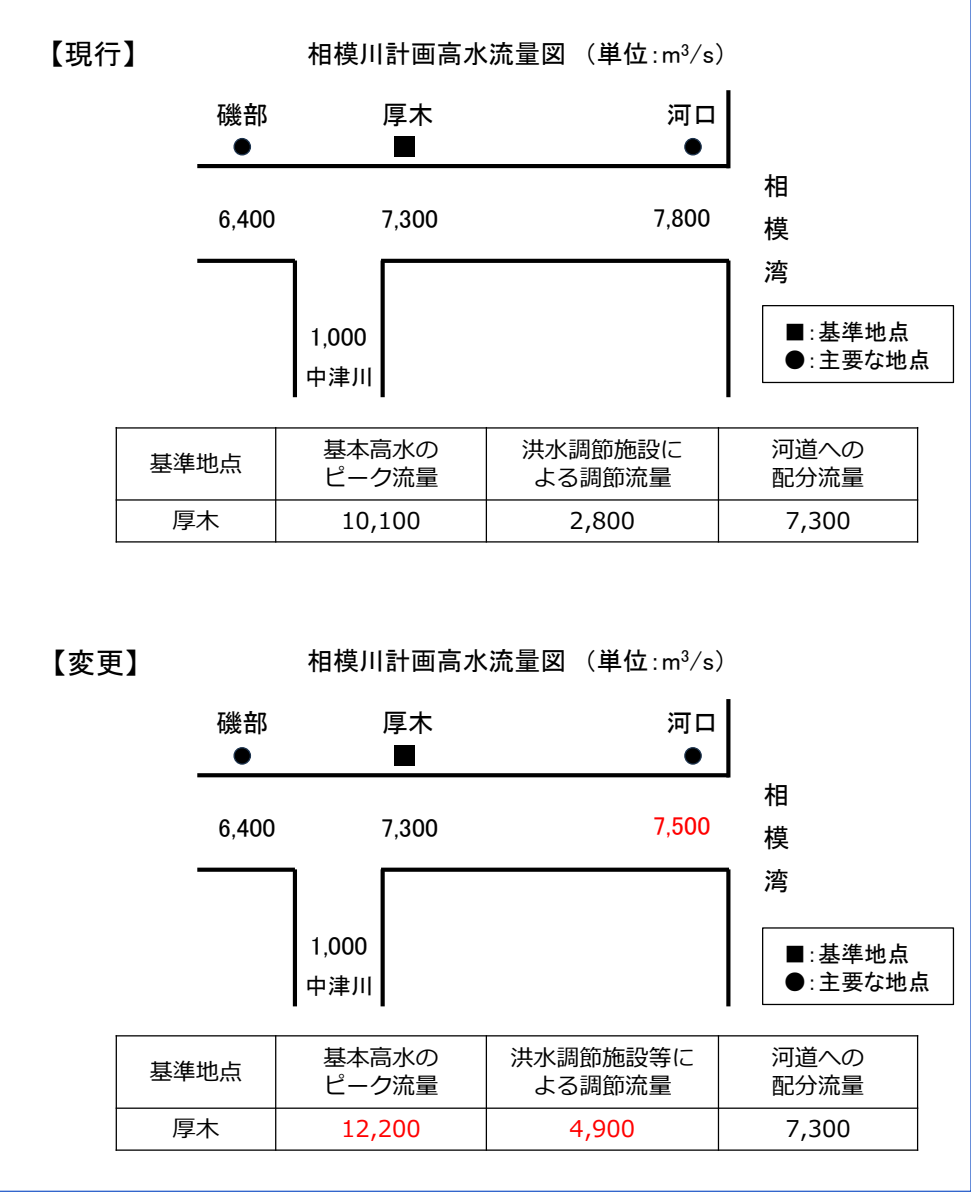 【現行】 相模川計画高水流量図 （単位:m³/s）
磯部 厚木 河口
● ■ ●
6,400 7,300 7,800
相模湾
1,000
中津川
■:基準地点
●:主要な地点
基準地点 基本高水のピーク流量 洪水調節施設による調節流量 河道への配分流量
厚木 10,100 2,800 7,300
【変更】 相模川計画高水流量図 （単位:m³/s）
磯部 厚木 河口
● ■ ●
6,400 7,300 7,500
相模湾
1,000
中津川
■:基準地点
●:主要な地点
基準地点 基本高水のピーク流量 洪水調節施設等による調節流量 河道への配分流量
厚木 12,200 4,900 7,300